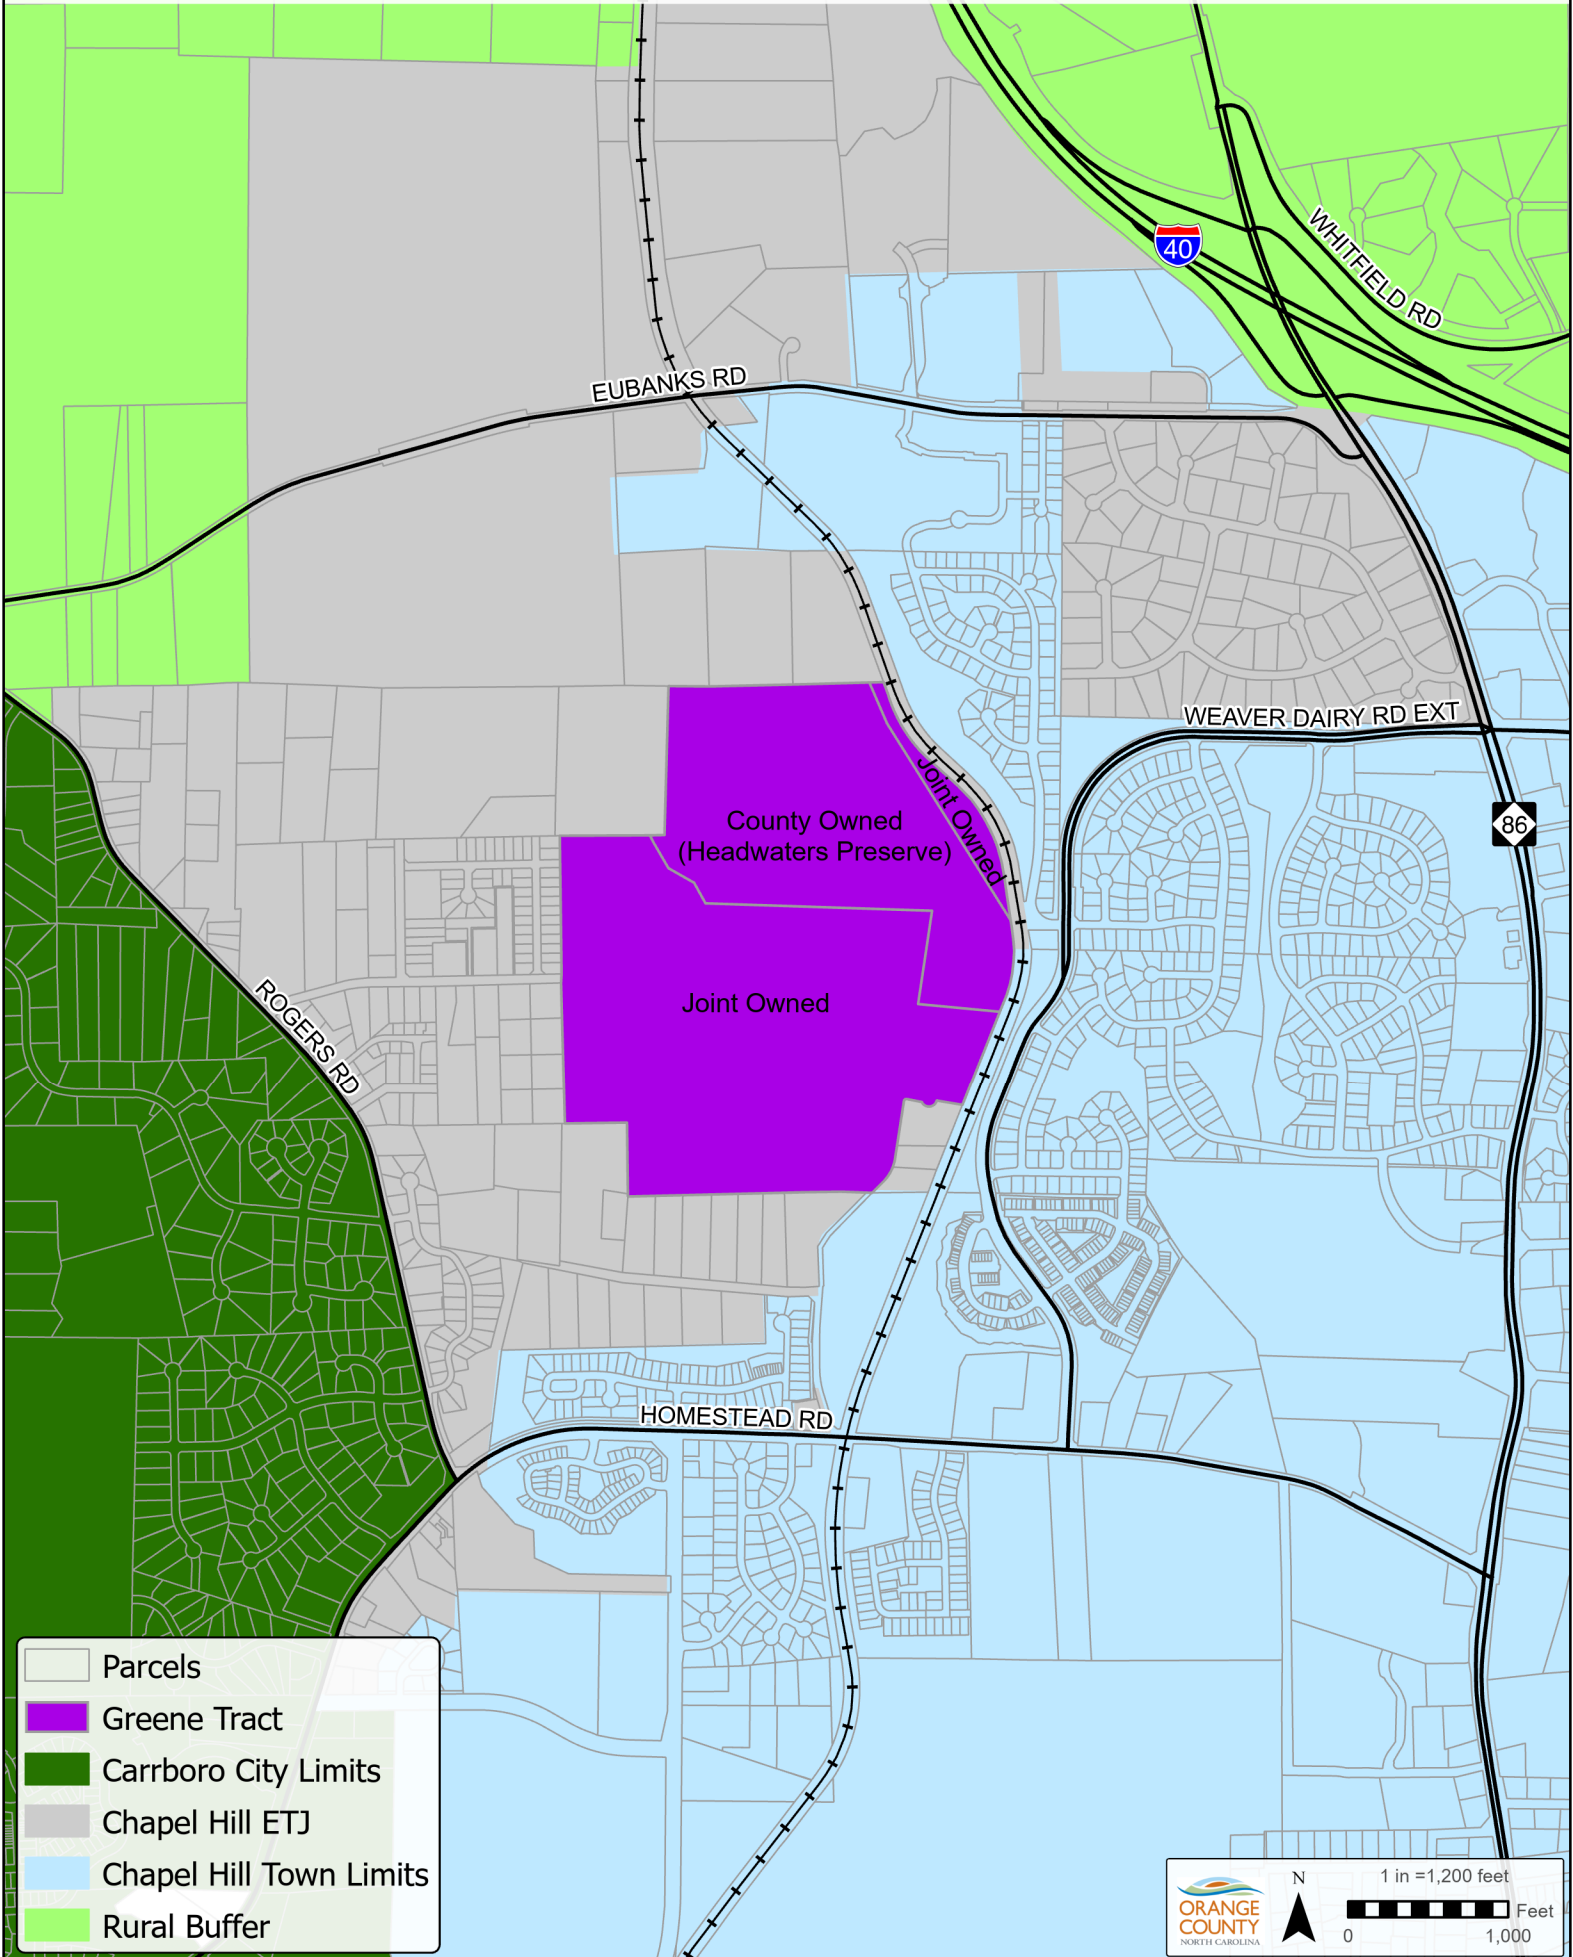 40
WHITFIELD RD
EUBANKS RD
WEAVER DAIRY RD EXT
Joint Owned
County Owned
(Headwaters Preserve)
86
Joint Owned
ROGERS RD
HOMESTEAD RD
Parcels
Greene Tract
Carrboro City Limits
Chapel Hill ETJ
Chapel Hill Town Limits
Rural Buffer
ORANGE
COUNTY
NORTH CAROLINA
N
1 in =1,200 feet
Feet
0 1,000